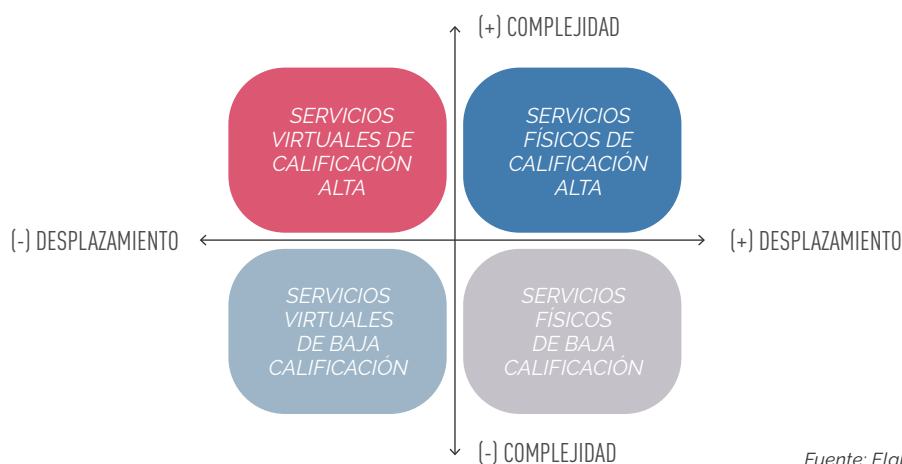 (+) COMPLEJIDAD
SERVICIOS
VIRTUALES DE
CALIFICACIÓN
ALTA
SERVICIOS
FÍSICOS DE
CALIFICACIÓN
ALTA
(-) DESPLAZAMIENTO
(+) DESPLAZAMIENTO
SERVICIOS
VIRTUALES
DE BAJA
CALIFICACIÓN
SERVICIOS
FÍSICOS
DE BAJA
CALIFICACIÓN
(-) COMPLEJIDAD
Fuente: